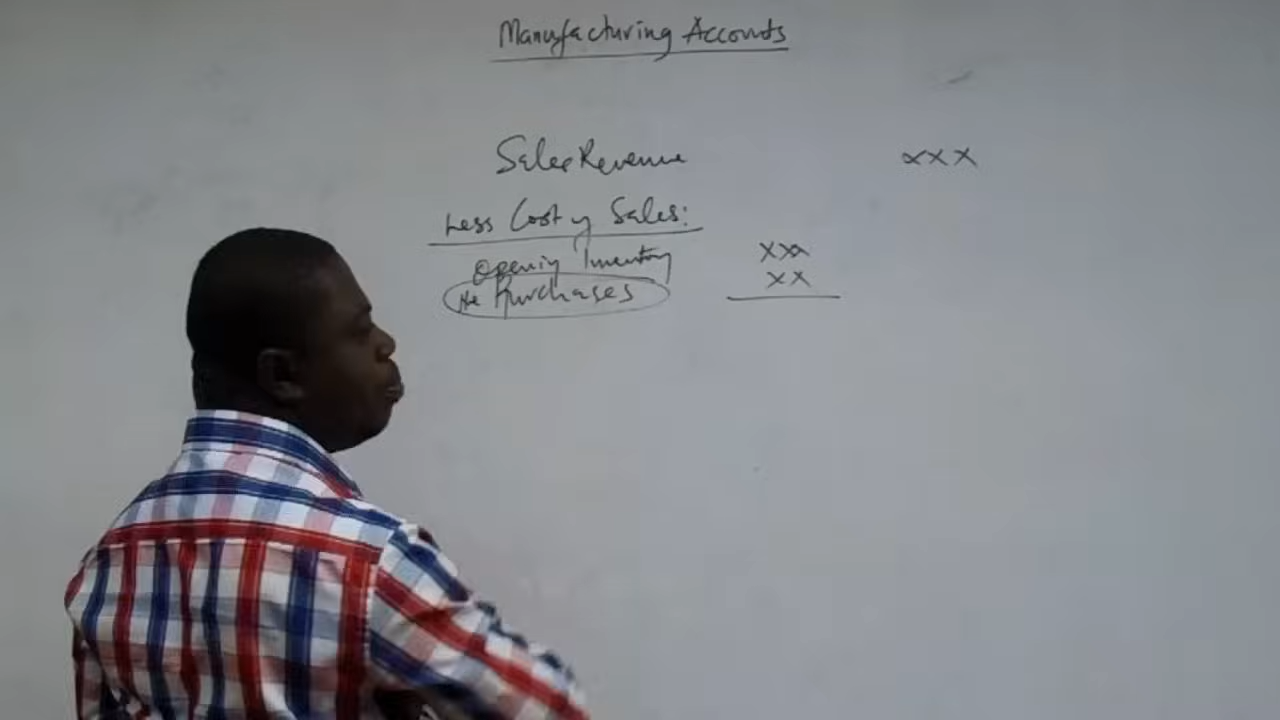 Manufacturing Accounts
Sales Revenue xxx
Less Cost of Sales:
Opening Inventory xxx
Purchases xx